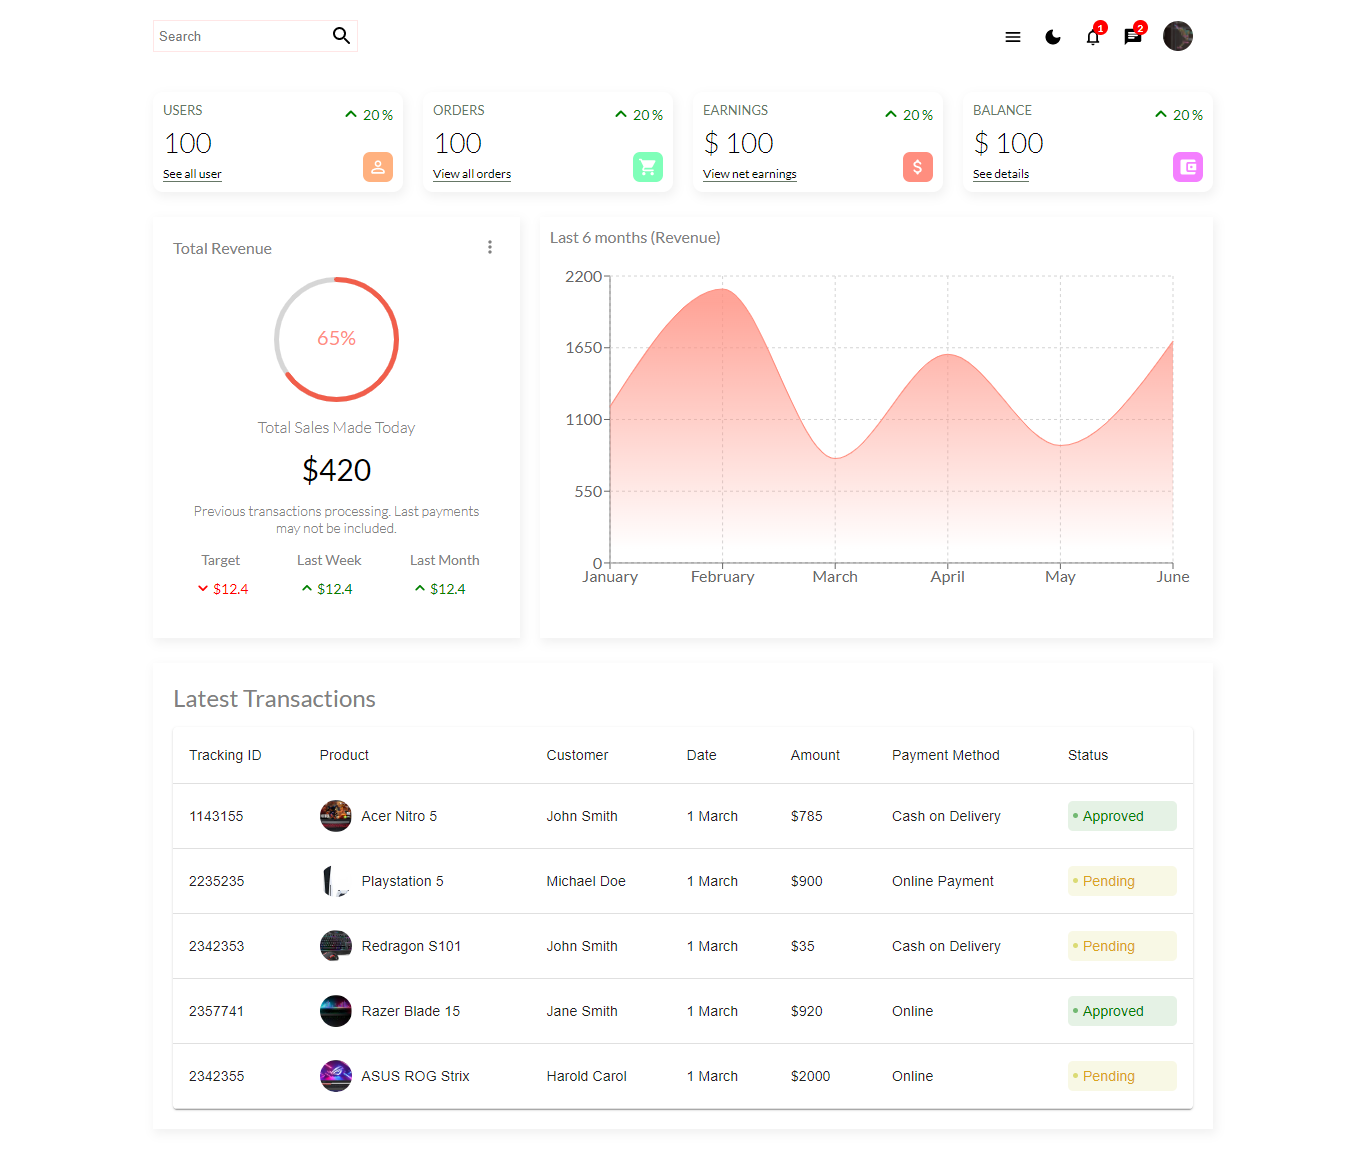 Search
1
2
USERS
20 %
100
See all user
ORDERS
20 %
100
View all orders
EARNINGS
20 %
$ 100
View net earnings
BALANCE
20 %
$ 100
See details
Total Revenue
65%
Total Sales Made Today
$420
Previous transactions processing. Last payments
may not be included.
Target
Last Week
Last Month
$12.4
$12.4
$12.4
Last 6 months (Revenue)
2200
1650
1100
550
0
January February March April May June
Latest Transactions
Tracking ID Product Customer Date Amount Payment Method Status
1143155 Acer Nitro 5 John Smith 1 March $785 Cash on Delivery Approved
2235235 Playstation 5 Michael Doe 1 March $900 Online Payment Pending
2342353 Redragon S101 John Smith 1 March $35 Cash on Delivery Pending
2357741 Razer Blade 15 Jane Smith 1 March $920 Online Approved
2342355 ASUS ROG Strix Harold Carol 1 March $2000 Online Pending